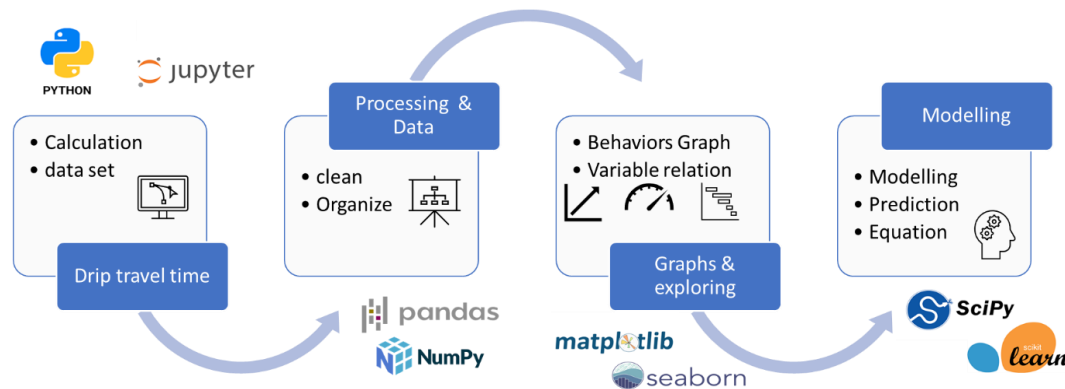 PYTHON
jupyter
• Calculation
• data set
Drip travel time
Processing &
Data
• clean
• Organize
pandas
NumPy
• Behaviors Graph
• Variable relation
Graphs &
exploring
matplotlib
seaborn
Modelling
• Modelling
• Prediction
• Equation
SciPy
scikit
learn